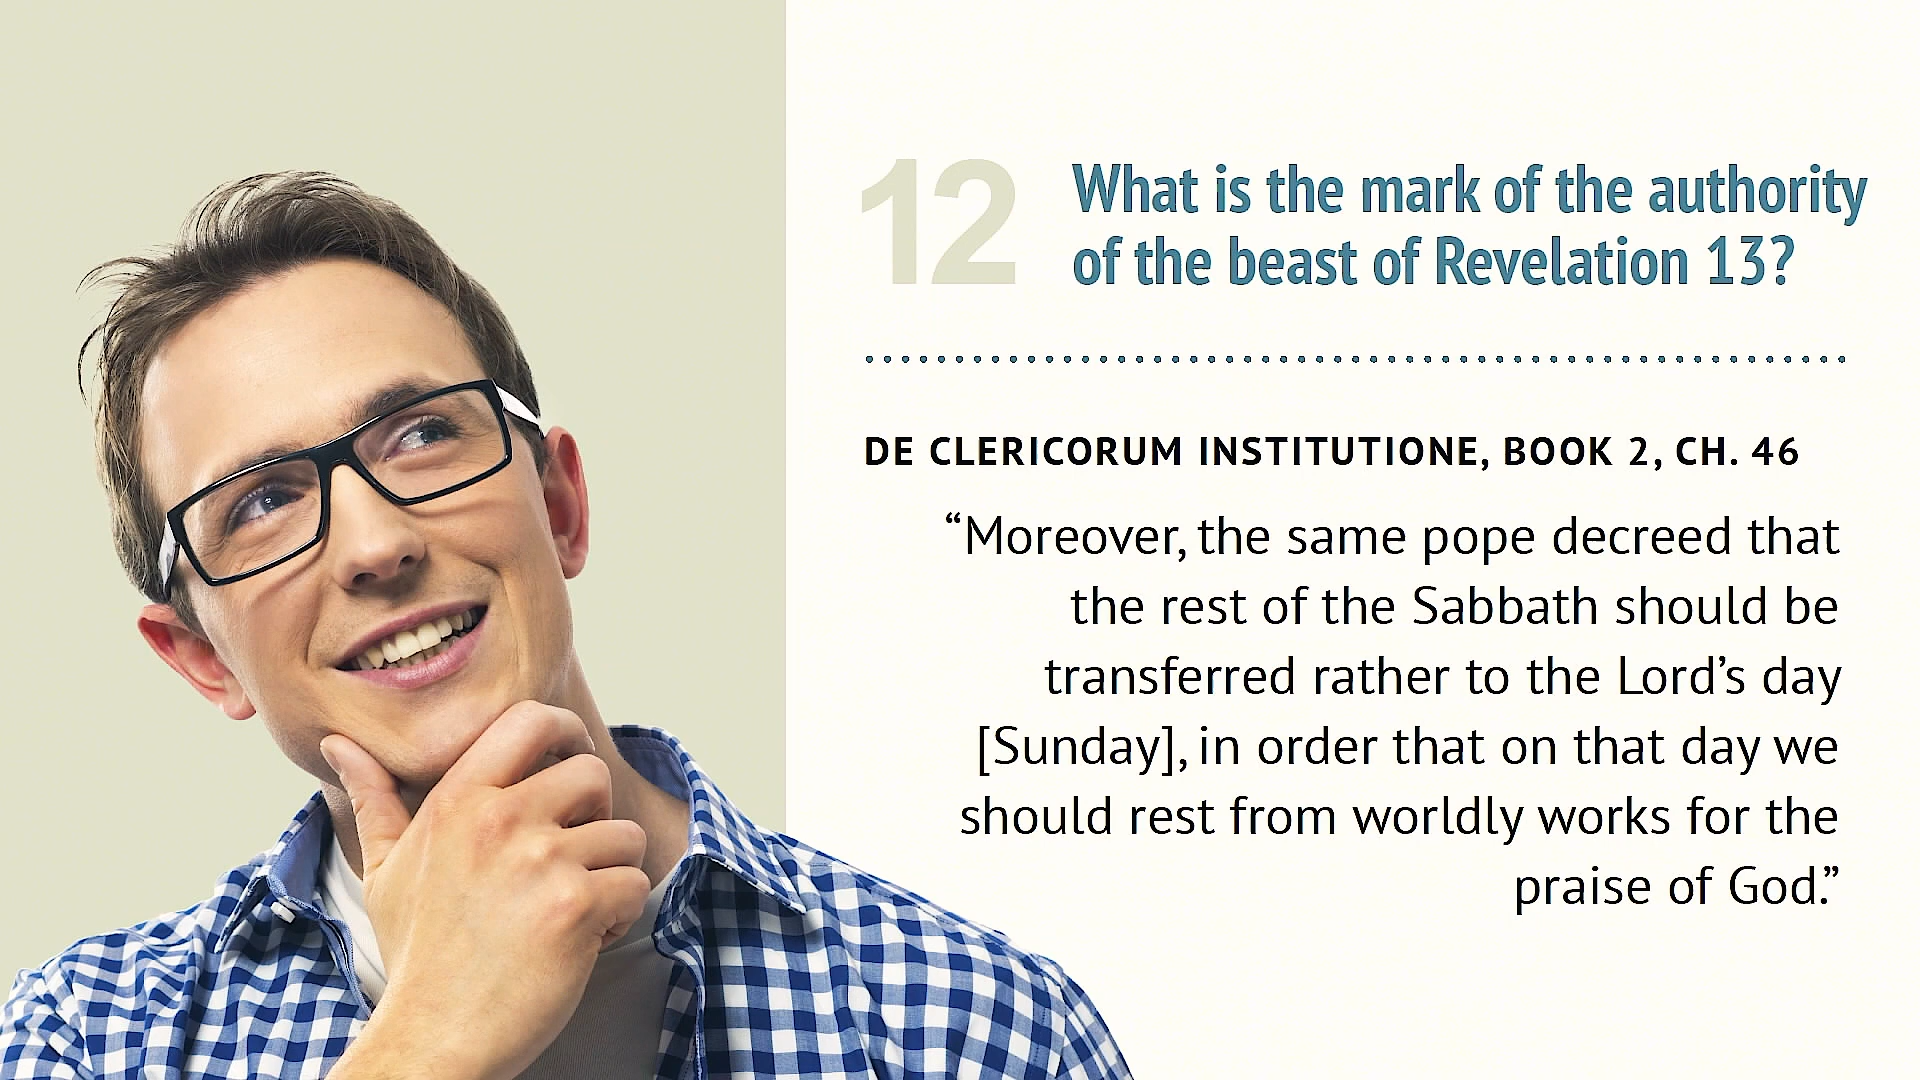 12
What is the mark of the authority
of the beast of Revelation 13?
DE CLERICORUM INSTITUTIONE, BOOK 2, CH. 46
“Moreover, the same pope decreed that
the rest of the Sabbath should be
transferred rather to the Lord’s day
[Sunday], in order that on that day we
should rest from worldly works for the
praise of God.”